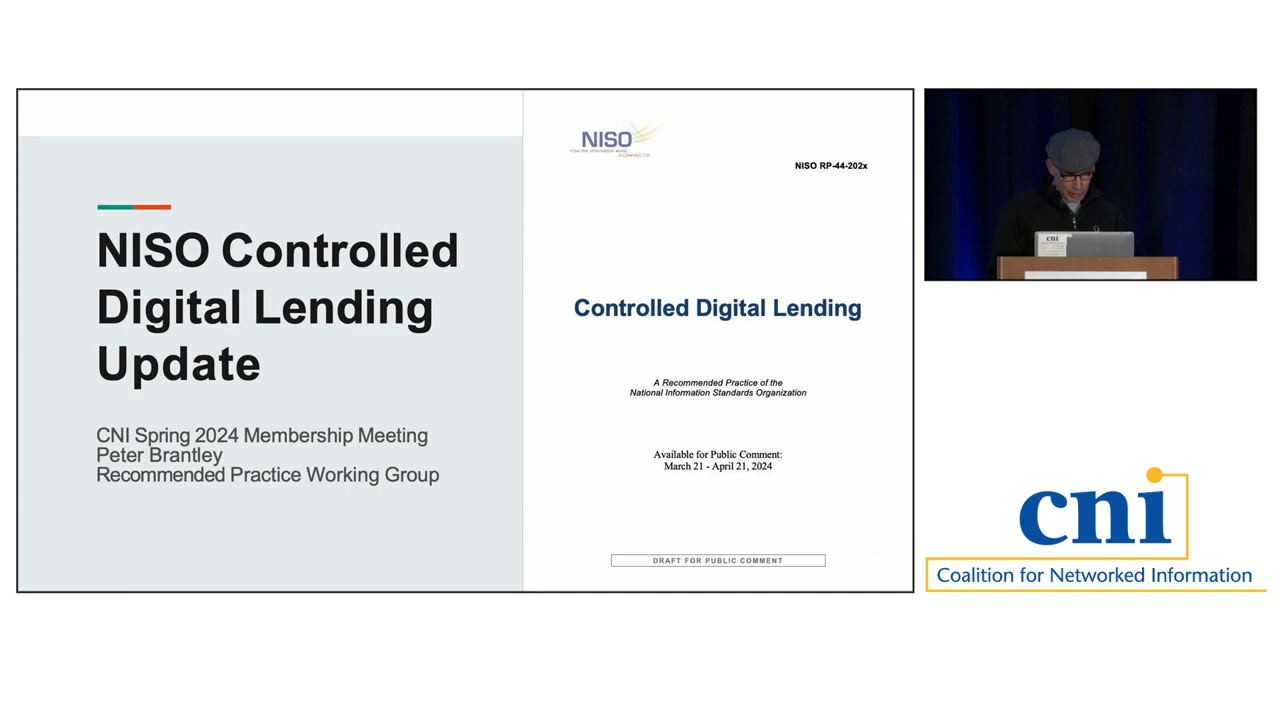 NISO Controlled
Digital Lending
Update
CNI Spring 2024 Membership Meeting
Peter Brantley
Recommended Practice Working Group
NISO
CONNECTS
NISO RP-44-202x
Controlled Digital Lending
A Recommended Practice of the
National Information Standards Organization
Available for Public Comment:
March 21 - April 21, 2024
DRAFT FOR PUBLIC COMMENT
cni
cni
Coalition for Networked Information